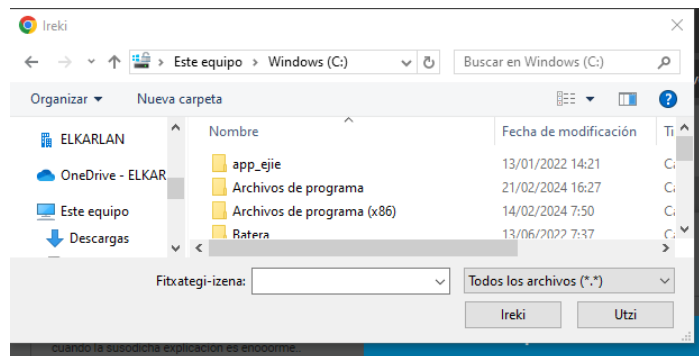 Ireki
Este equipo > Windows (C:)
Buscar en Windows (C:)
Organizar
Nueva carpeta
Nombre
Fecha de modificación
ELKARLAN
OneDrive - ELKAR
Este equipo
Descargas
app_ejie 13/01/2022 14:21
Archivos de programa 21/02/2024 16:27
Archivos de programa (x86) 14/02/2024 7:50
Batera 13/06/2022 7:37
Fitxategi-izena:
Todos los archivos (*.*)
Ireki
Utzi
cuando la susodicha explicación es enooorme..